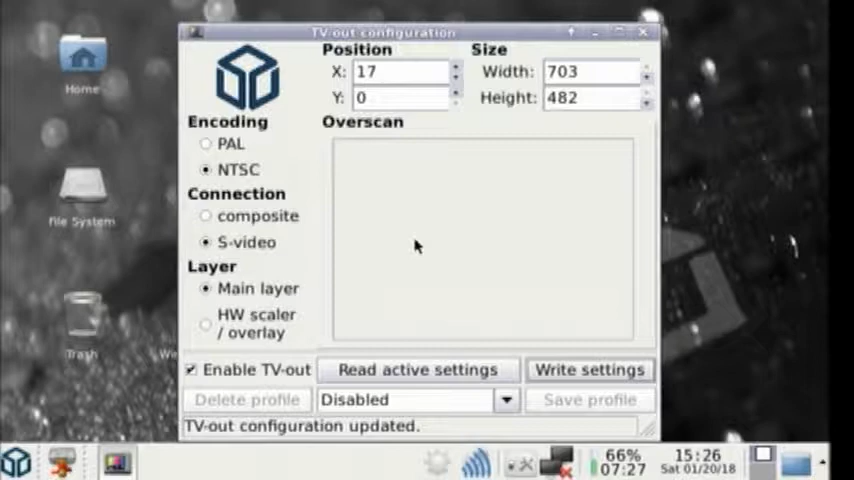 TV-out configuration
Position
Size
X: 17
Width: 703
Y: 0
Height: 482
Encoding
Overscan
PAL
NTSC
Connection
composite
S-video
Layer
Main layer
HW scaler
/ overlay
Enable TV-out
Read active settings
Write settings
Delete profile
Disabled
Save profile
TV-out configuration updated.
Home
File System
Trash
66%
07:27
15:26
Sat 01/20/18